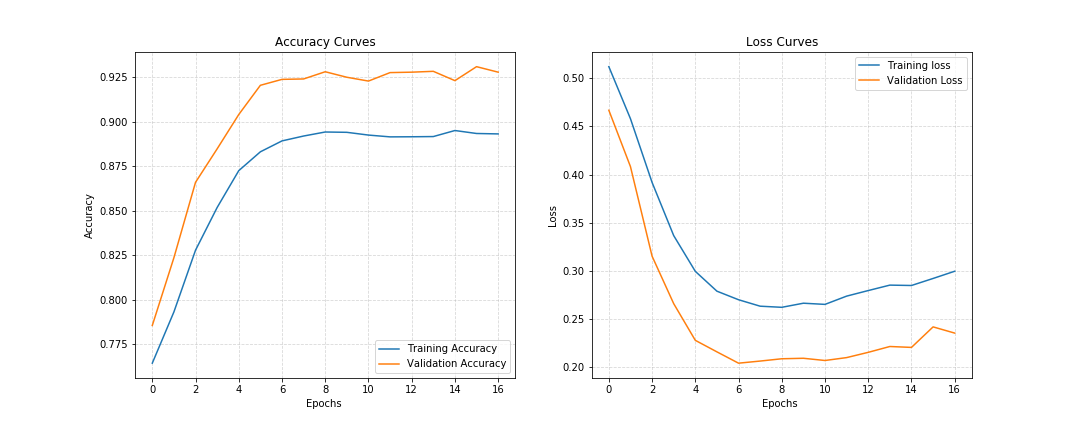 Accuracy Curves
Accuracy
0.925
0.900
0.875
0.850
0.825
0.800
0.775
Training Accuracy
Validation Accuracy
0 2 4 6 8 10 12 14 16
Epochs
Loss Curves
Loss
0.50
0.45
0.40
0.35
0.30
0.25
0.20
Training loss
Validation Loss
0 2 4 6 8 10 12 14 16
Epochs